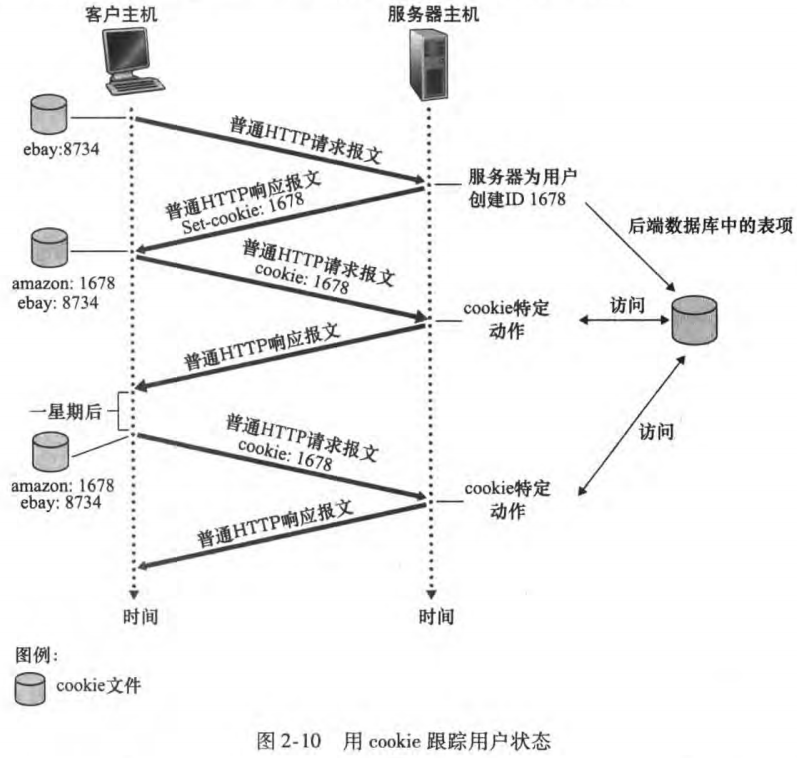 客户主机
服务器主机
ebay:8734
普通HTTP请求报文
服务器为用户
创建ID 1678
普通HTTP响应报文
Set-cookie: 1678
后端数据库中的表项
amazon: 1678
ebay: 8734
普通HTTP请求报文
cookie: 1678
cookie特定
动作
访问
普通HTTP响应报文
一星期后
普通HTTP请求报文
cookie: 1678
访问
amazon: 1678
ebay: 8734
cookie特定
动作
普通HTTP响应报文
时间
时间
图例:
cookie文件
图 2-10 用 cookie 跟踪用户状态